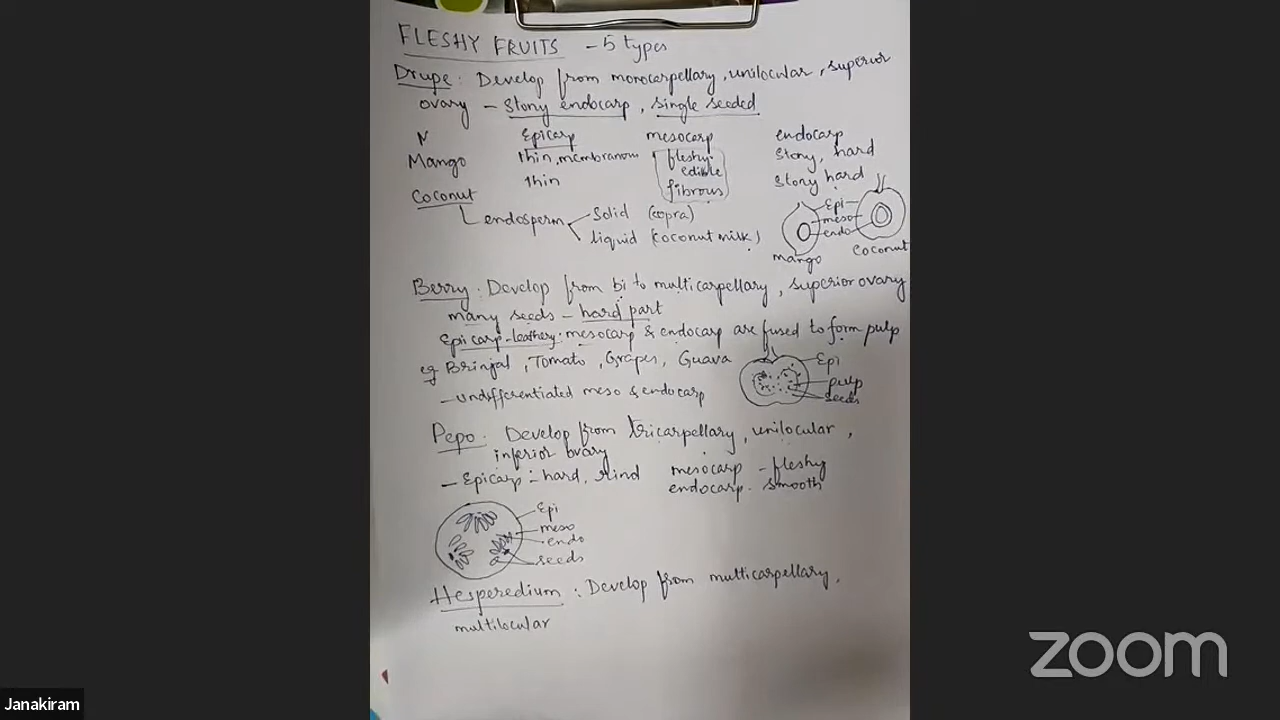 FLESHY FRUITS - 5 types
Drupe: Develop from monocarpellary, unilocular, superior
ovary - Stony endocarp, single seeded
N Epicarp mesocarp endocarp
Mango thin, membranous fleshy edible Stony, hard
Coconut thin fibrous Stony hard
endosperm Solid (copra)
liquid (coconut milk)
Epi
meso
endo
mango
coconut
Berry: Develop from bi to multicarpellary, superior ovary
many seeds - hard part
Epicarp - leathery: mesocarp & endocarp are fused to form pulp
eg Brinjal, Tomato, Grapes, Guava
- undifferentiated meso & endocarp
Epi
pulp
seeds
Pepo: Develop from tricarpellary, unilocular,
inferior ovary
- Epicarp - hard, rind mesocarp - fleshy
endocarp - smooth
Epi
meso
endo
seeds
Hesperedium: Develop from multicarpellary,
multilocular
zoom
Janakiram